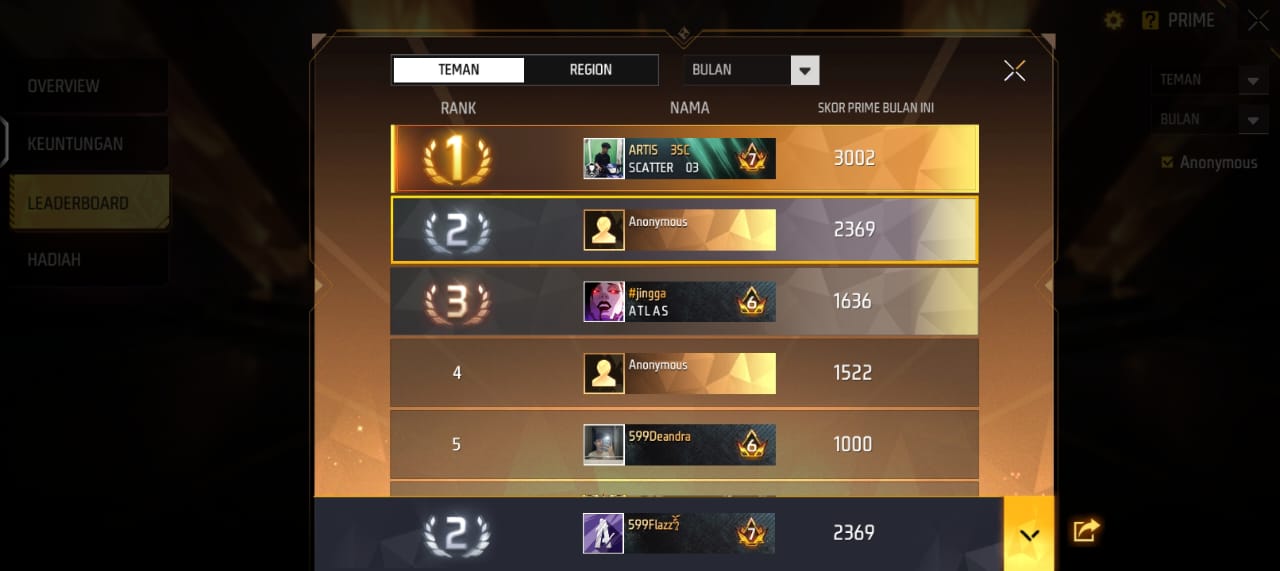 PRIME
OVERVIEW
KEUNTUNGAN
LEADERBOARD
HADIAH
TEMAN
BULAN
Anonymous
TEMAN REGION BULAN
RANK NAMA SKOR PRIME BULAN INI
1 ARTIS 3SC 7 3002
SCATTER 03
2 Anonymous 2369
3 #jingga 6 1636
ATLAS
4 Anonymous 1522
5 599Deandra 6 1000
2 599Flazz 7 2369